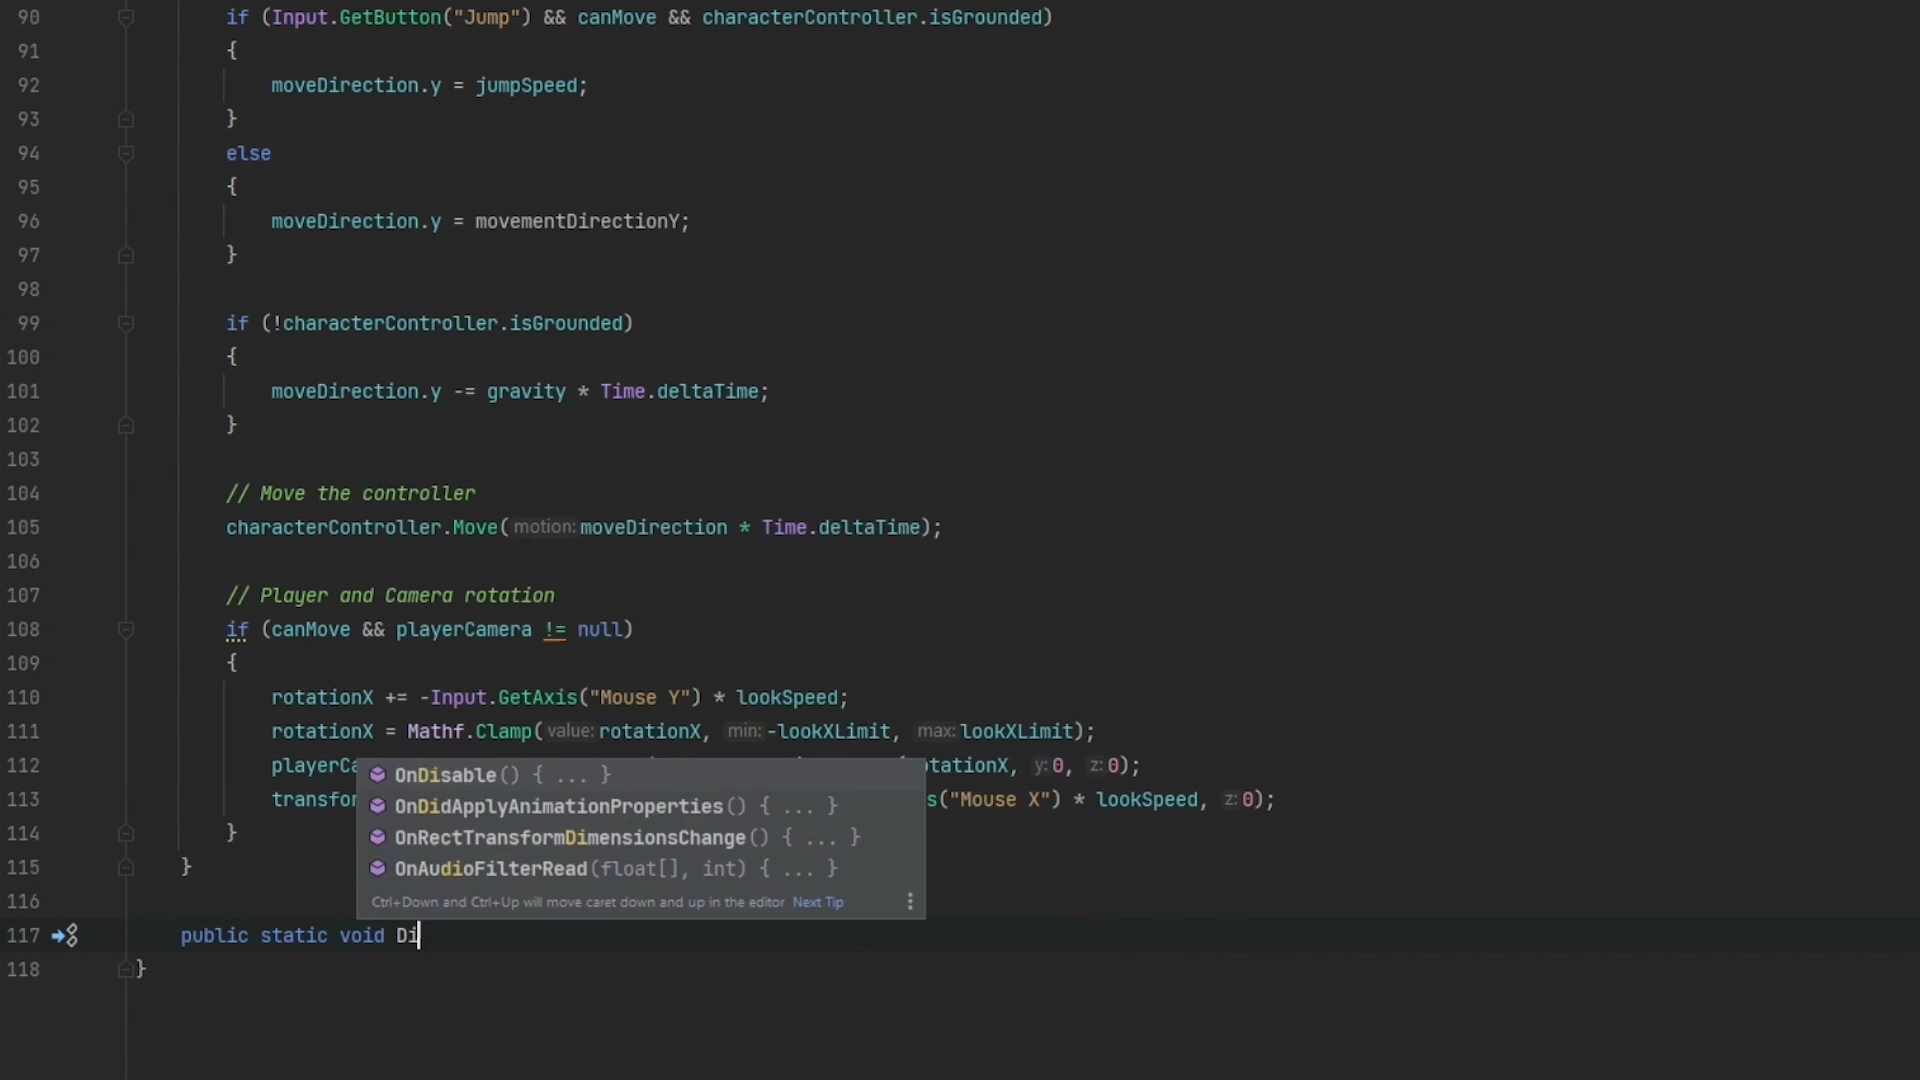 90 if (Input.GetButton("Jump") && canMove && characterController.isGrounded)
91 {
92 moveDirection.y = jumpSpeed;
93 }
94 else
95 {
96 moveDirection.y = movementDirectionY;
97 }
98
99 if (!characterController.isGrounded)
100 {
101 moveDirection.y -= gravity * Time.deltaTime;
102 }
103
104 // Move the controller
105 characterController.Move(motion:moveDirection * Time.deltaTime);
106
107 // Player and Camera rotation
108 if (canMove && playerCamera != null)
109 {
110 rotationX += -Input.GetAxis("Mouse Y") * lookSpeed;
111 rotationX = Mathf.Clamp(value:rotationX, min:-lookXLimit, max:lookXLimit);
112 playerCa otationX, y:0, z:0);
OnDisable() { ... }
113 transfor s("Mouse X") * lookSpeed, z:0);
OnDidApplyAnimationProperties() { ... }
114 }
OnRectTransformDimensionsChange() { ... }
115 }
OnAudioFilterRead(float[], int) { ... }
116
Ctrl+Down and Ctrl+Up will move caret down and up in the editor Next Tip
117 public static void Di
118 }